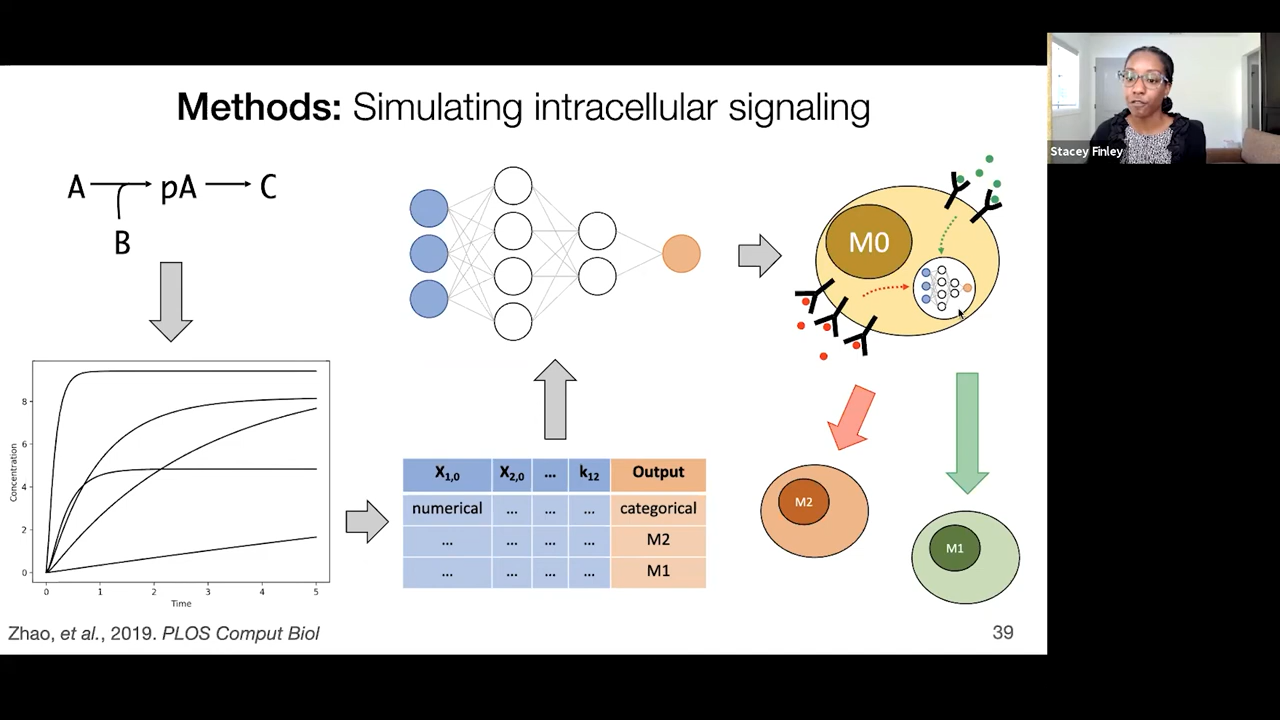 Methods: Simulating intracellular signaling
Stacey Finley
A pA C
B
M0
Concentration
8
6
4
2
0
0 1 2 3 4 5
Time
X1,0 X2,0 ... k12 Output
numerical ... ... ... categorical
... ... ... ... M2
... ... ... ... M1
M2
M1
Zhao, et al., 2019. PLOS Comput Biol
39